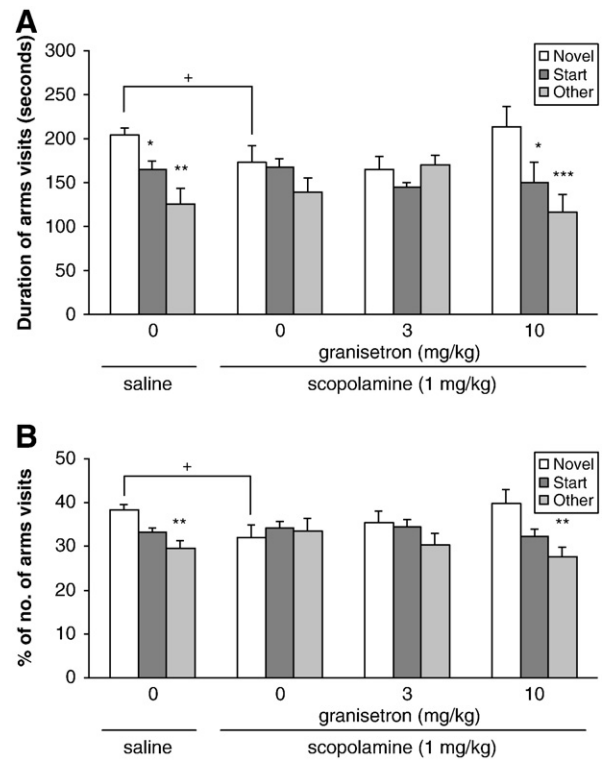 A
Duration of arms visits (seconds)
300
250
200
150
100
50
0
Novel
Start
Other
+
*
**
*
***
0 0 3 10
granisetron (mg/kg)
saline scopolamine (1 mg/kg)
B
% of no. of arms visits
50
40
30
20
10
0
Novel
Start
Other
+
**
**
0 0 3 10
granisetron (mg/kg)
saline scopolamine (1 mg/kg)